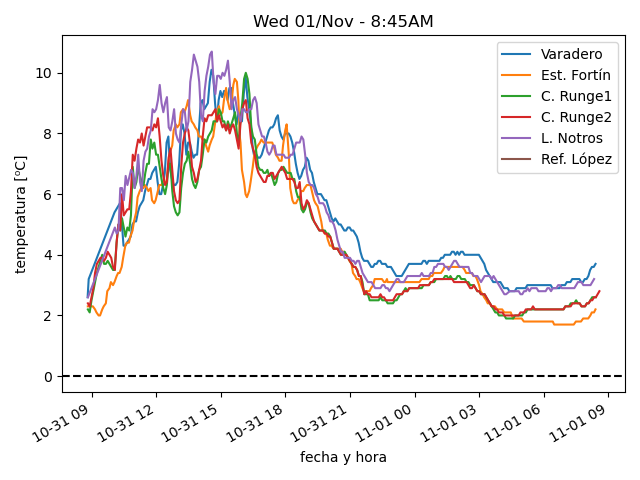 Wed 01/Nov - 8:45AM
Varadero
Est. Fortín
C. Runge1
C. Runge2
L. Notros
Ref. López
temperatura [ºC]
10
8
6
4
2
0
10-31 09
10-31 12
10-31 15
10-31 18
10-31 21
11-01 00
11-01 03
11-01 06
11-01 09
fecha y hora